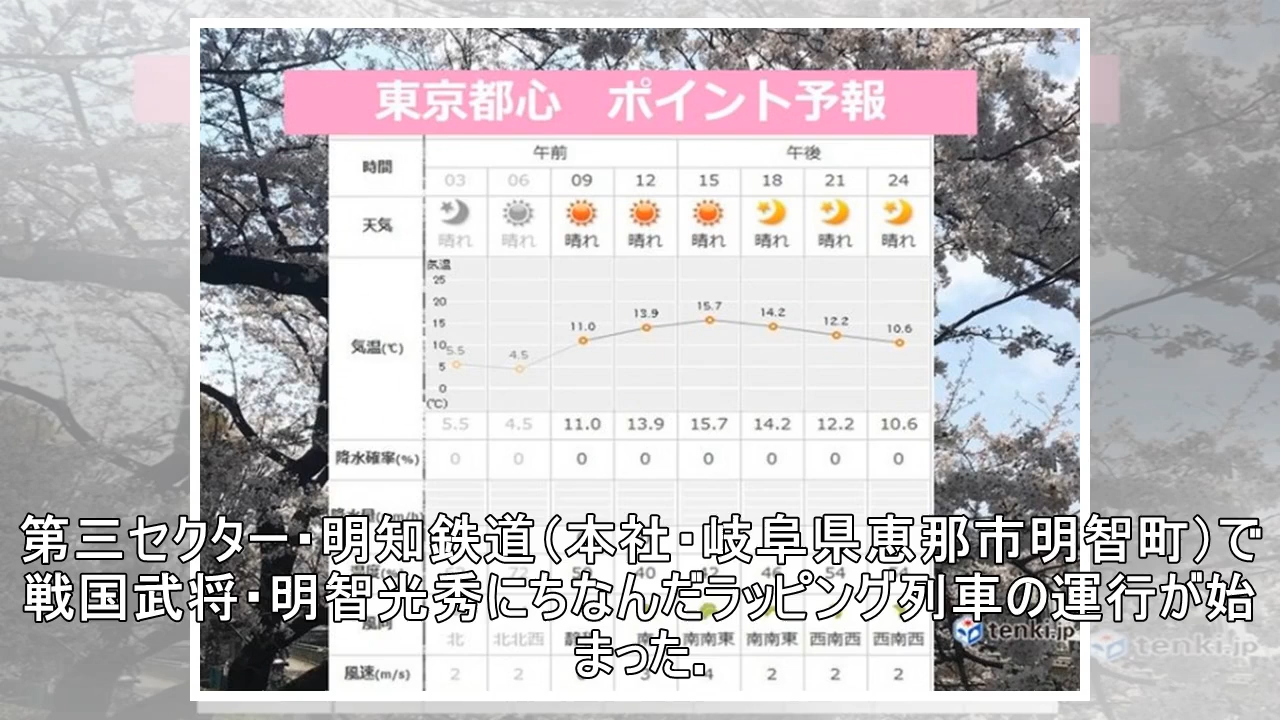 東京都心 ポイント予報
時間 午前 午後
03 06 09 12 15 18 21 24
天気 晴れ 晴れ 晴れ 晴れ 晴れ 晴れ 晴れ 晴れ
気温
25
20
15
10
5
0
(℃)
気温(℃)
5.5 4.5 11.0 13.9 15.7 14.2 12.2 10.6
5.5 4.5 11.0 13.9 15.7 14.2 12.2 10.6
降水確率(%) 0 0 0 0 0 0 0 0
第三セクター・明知鉄道（本社・岐阜県恵那市明智町）で
戦国武将・明智光秀にちなんだラッピング列車の運行が始
まった.
北 北北西 南南東 南南東 西南西 西南西
tenki.jp
tenki.jp
風速(m/s) 2 2 2 2 2